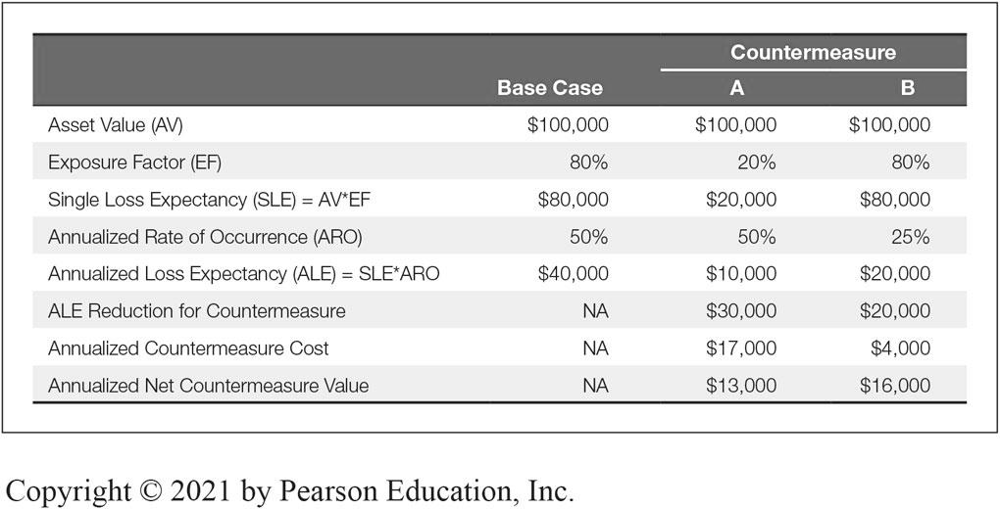 Countermeasure
Base Case A B
Asset Value (AV) $100,000 $100,000 $100,000
Exposure Factor (EF) 80% 20% 80%
Single Loss Expectancy (SLE) = AV*EF $80,000 $20,000 $80,000
Annualized Rate of Occurrence (ARO) 50% 50% 25%
Annualized Loss Expectancy (ALE) = SLE*ARO $40,000 $10,000 $20,000
ALE Reduction for Countermeasure NA $30,000 $20,000
Annualized Countermeasure Cost NA $17,000 $4,000
Annualized Net Countermeasure Value NA $13,000 $16,000
Copyright © 2021 by Pearson Education, Inc.